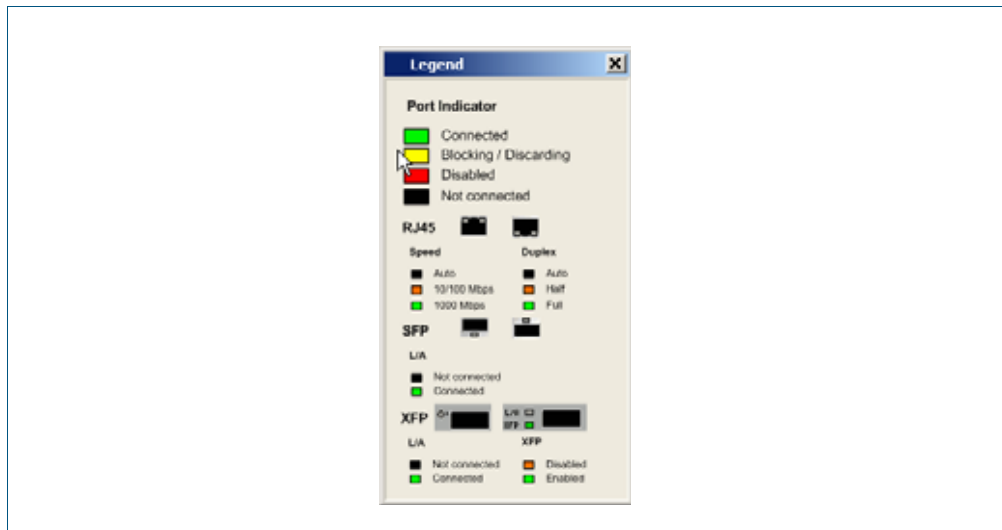 Legend
Port Indicator
Connected
Blocking / Discarding
Disabled
Not connected
RJ45
Speed Duplex
Auto Auto
10/100 Mbps Half
1000 Mbps Full
SFP
L/A
Not connected
Connected
XFP
L/A XFP
Not connected Disabled
Connected Enabled